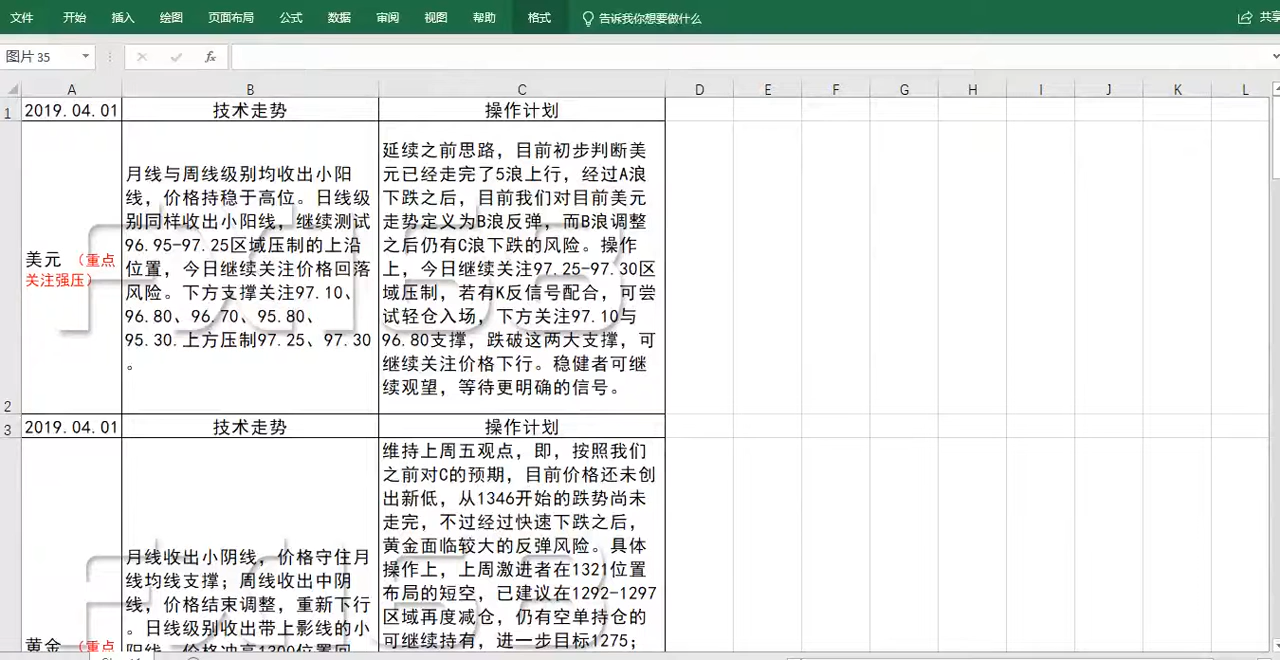 文件 开始 插入 绘图 页面布局 公式 数据 审阅 视图 帮助 格式 告诉我你想要做什么 共享
图片 35 fx
A B C D E F G H I J K L
1 2019.04.01 技术走势 操作计划
2
美元 （重点
关注强压）
月线与周线级别均收出小阳
线，价格持稳于高位。日线级
别同样收出小阳线，继续测试
96.95-97.25区域压制的上沿
位置，今日继续关注价格回落
风险。下方支撑关注97.10、
96.80、96.70、95.80、
95.30.上方压制97.25、97.30
。
延续之前思路，目前初步判断美
元已经走完了5浪上行，经过A浪
下跌之后，目前我们对目前美元
走势定义为B浪反弹，而B浪调整
之后仍有C浪下跌的风险。操作
上，今日继续关注97.25-97.30区
域压制，若有K反信号配合，可尝
试轻仓入场，下方关注97.10与
96.80支撑，跌破这两大支撑，可
继续关注价格下行。稳健者可继
续观望，等待更明确的信号。
3 2019.04.01 技术走势 操作计划
黄金 （重点
月线收出小阴线，价格守住月
线均线支撑；周线收出中阴
线，价格结束调整，重新下行
。日线级别收出带上影线的小
阳线，价格冲高1300位置回
维持上周五观点，即，按照我们
之前对C的预期，目前价格还未创
出新低，从1346开始的跌势尚未
走完，不过经过快速下跌之后，
黄金面临较大的反弹风险。具体
操作上，上周激进者在1321位置
布局的短空，已建议在1292-1297
区域再度减仓，仍有空单持仓的
可继续持有，进一步目标1275；